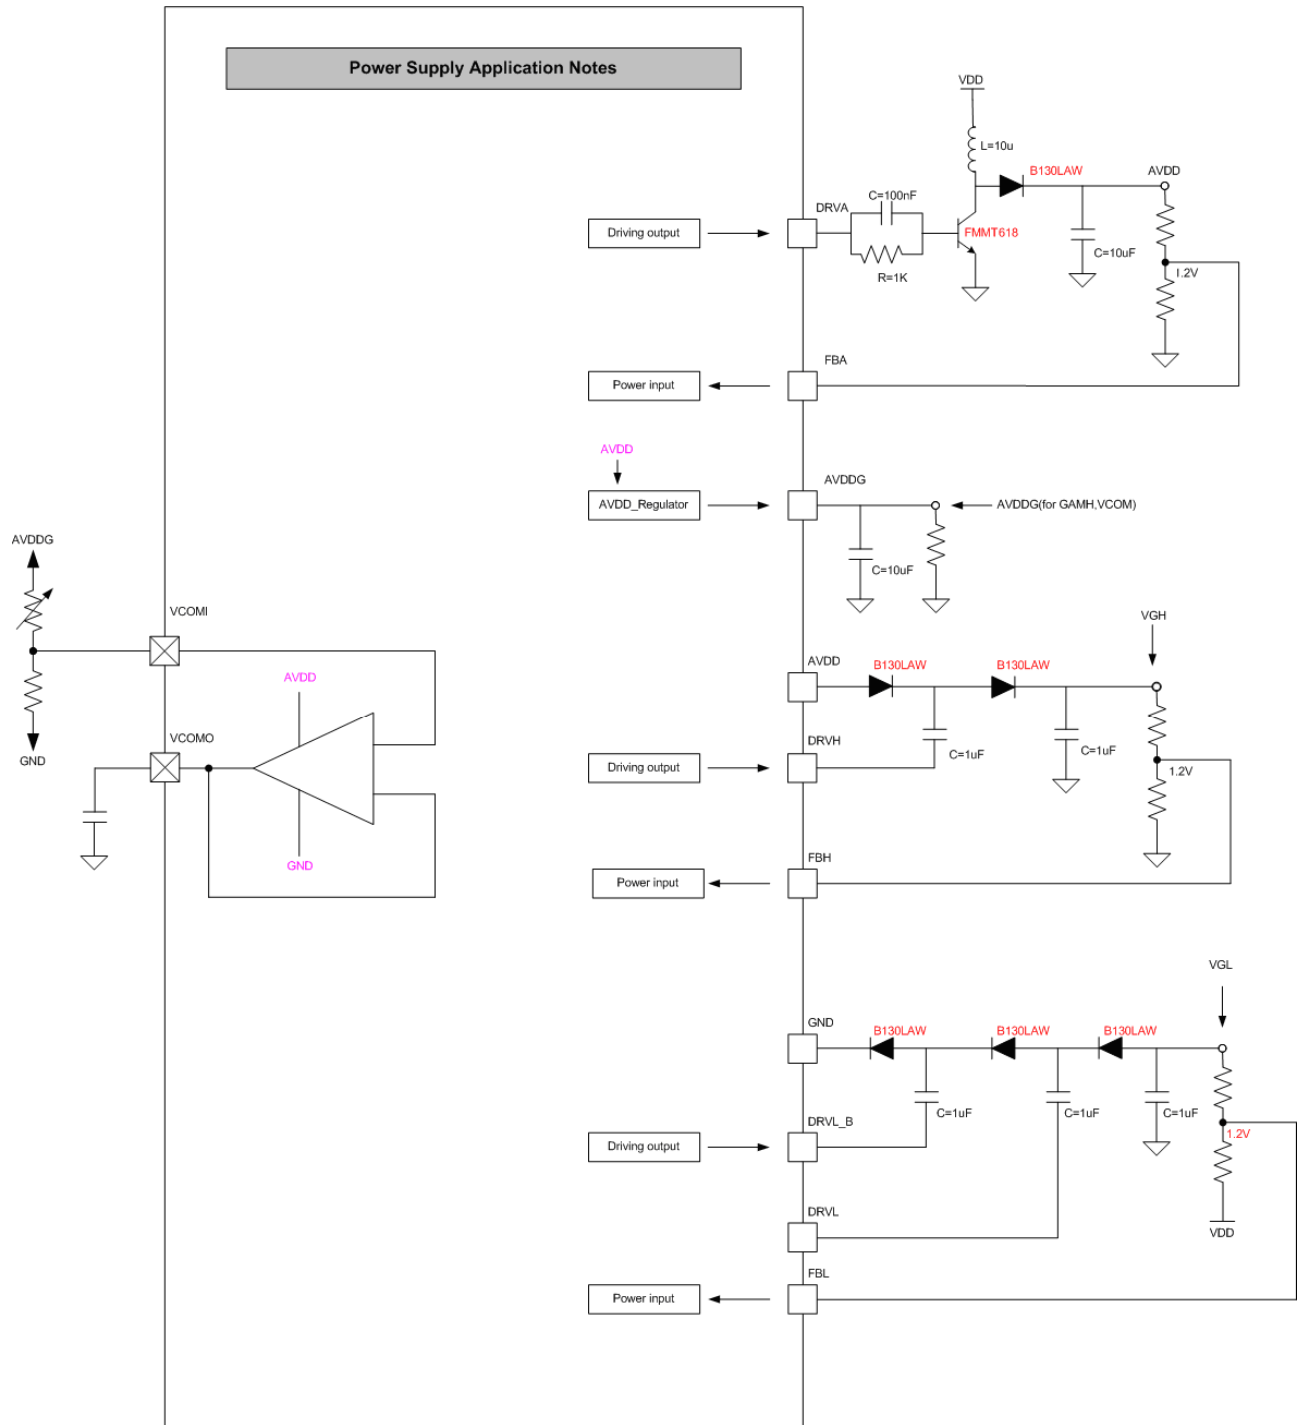 Power Supply Application Notes
VDD
L=10u
B130LAW
AVDD
C=100nF
DRVA
Driving output
FMMT618
C=10uF
1.2V
R=1K
FBA
Power input
AVDD
AVDDG
AVDD_Regulator
AVDDG(for GAMH,VCOM)
C=10uF
AVDDG
VCOMI
VGH
AVDD
B130LAW
B130LAW
AVDD
VCOMO
DRVH
C=1uF
C=1uF
GND
Driving output
1.2V
GND
FBH
Power input
VGL
GND
B130LAW
B130LAW
B130LAW
C=1uF
C=1uF
C=1uF
DRVL_B
1.2V
Driving output
DRVL
VDD
FBL
Power input